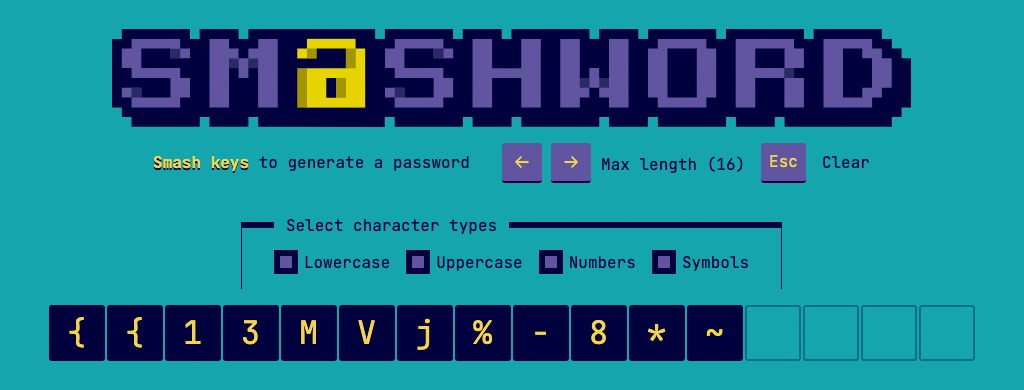 SMaSHWORD
Smash keys to generate a password ← → Max length (16) Esc Clear
Select character types
Lowercase Uppercase Numbers Symbols
{ { 1 3 M V j % - 8 * ~